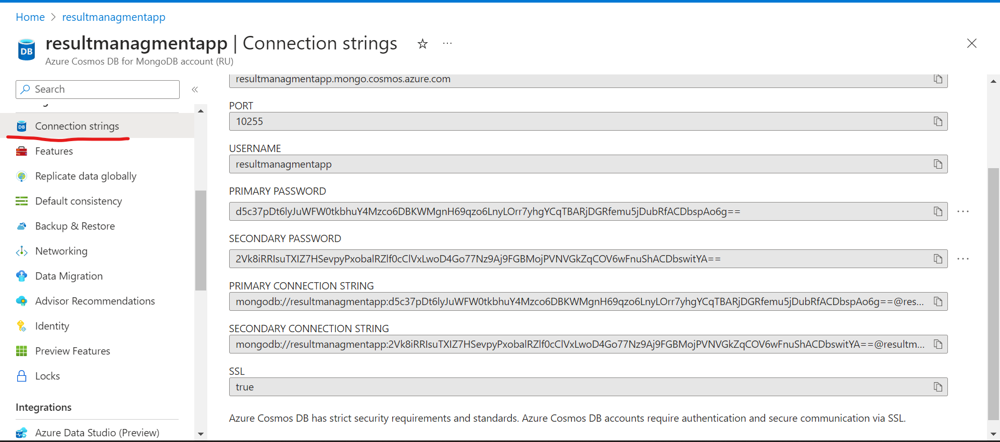 Home > resultmanagmentapp
resultmanagmentapp | Connection strings
Azure Cosmos DB for MongoDB account (RU)
Search
Connection strings
Features
Replicate data globally
Default consistency
Backup & Restore
Networking
Data Migration
Advisor Recommendations
Identity
Preview Features
Locks
Integrations
Azure Data Studio (Preview)
resultmanagmentapp.mongo.cosmos.azure.com
PORT
10255
USERNAME
resultmanagmentapp
PRIMARY PASSWORD
d5c37pDt6lyJuWFW0tkbhuY4Mzco6DBKWMgnH69qzo6LnyLOrr7yhgYCqTBARjDGRfemu5jDubRfACDbspAo6g==
SECONDARY PASSWORD
2Vk8iRRIsuTXIZ7HSevpyPxobalRZlf0cClVxLwoD4Go77Nz9Aj9FGBMojPVNVGkZqCOV6wFnuShACDbswitYA==
PRIMARY CONNECTION STRING
mongodb://resultmanagmentapp:d5c37pDt6lyJuWFW0tkbhuY4Mzco6DBKWMgnH69qzo6LnyLOrr7yhgYCqTBARjDGRfemu5jDubRfACDbspAo6g==@res...
SECONDARY CONNECTION STRING
mongodb://resultmanagmentapp:2Vk8iRRIsuTXIZ7HSevpyPxobalRZlf0cClVxLwoD4Go77Nz9Aj9FGBMojPVNVGkZqCOV6wFnuShACDbswitYA==@resultm...
SSL
true
Azure Cosmos DB has strict security requirements and standards. Azure Cosmos DB accounts require authentication and secure communication via SSL.